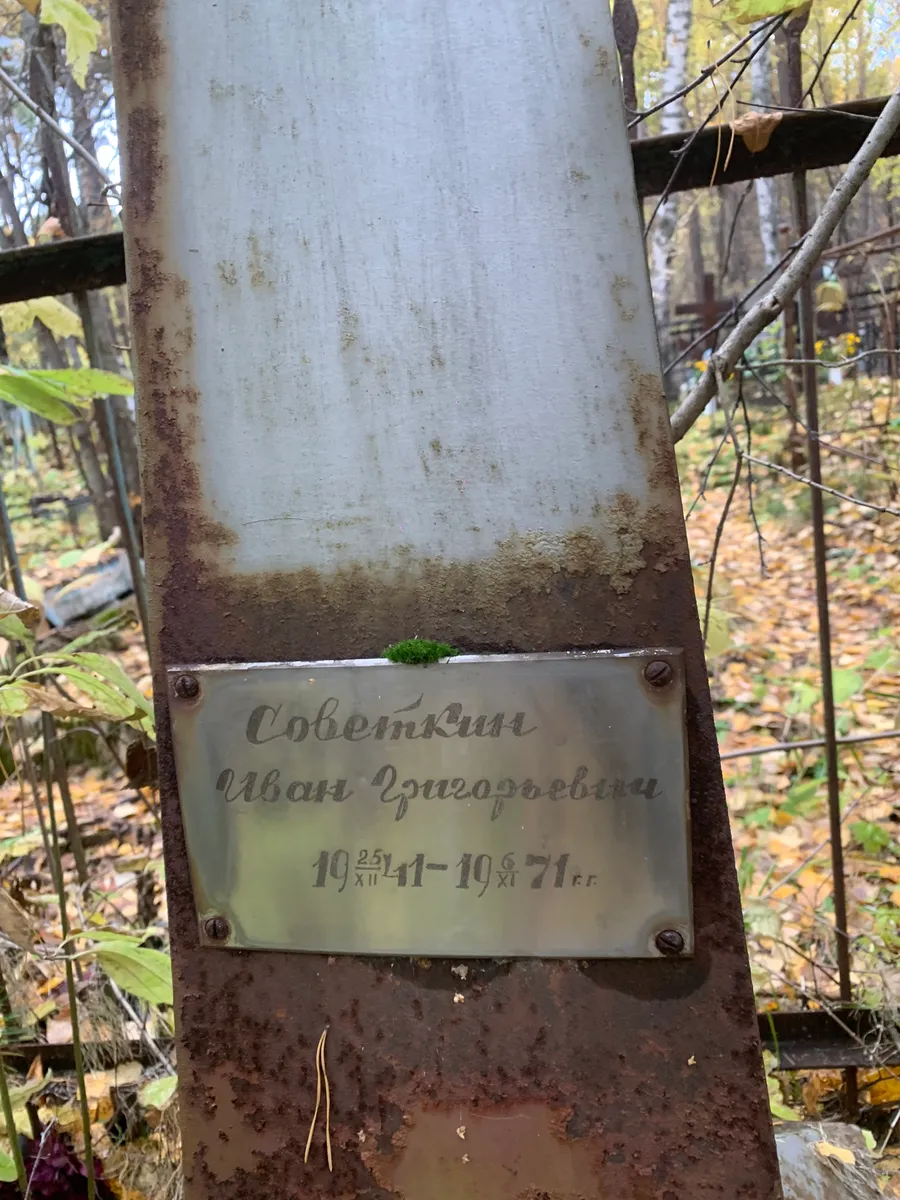 Советкин
Иван Григорьевич
19 25/XII 41 – 19 6/XI 71 г.г.